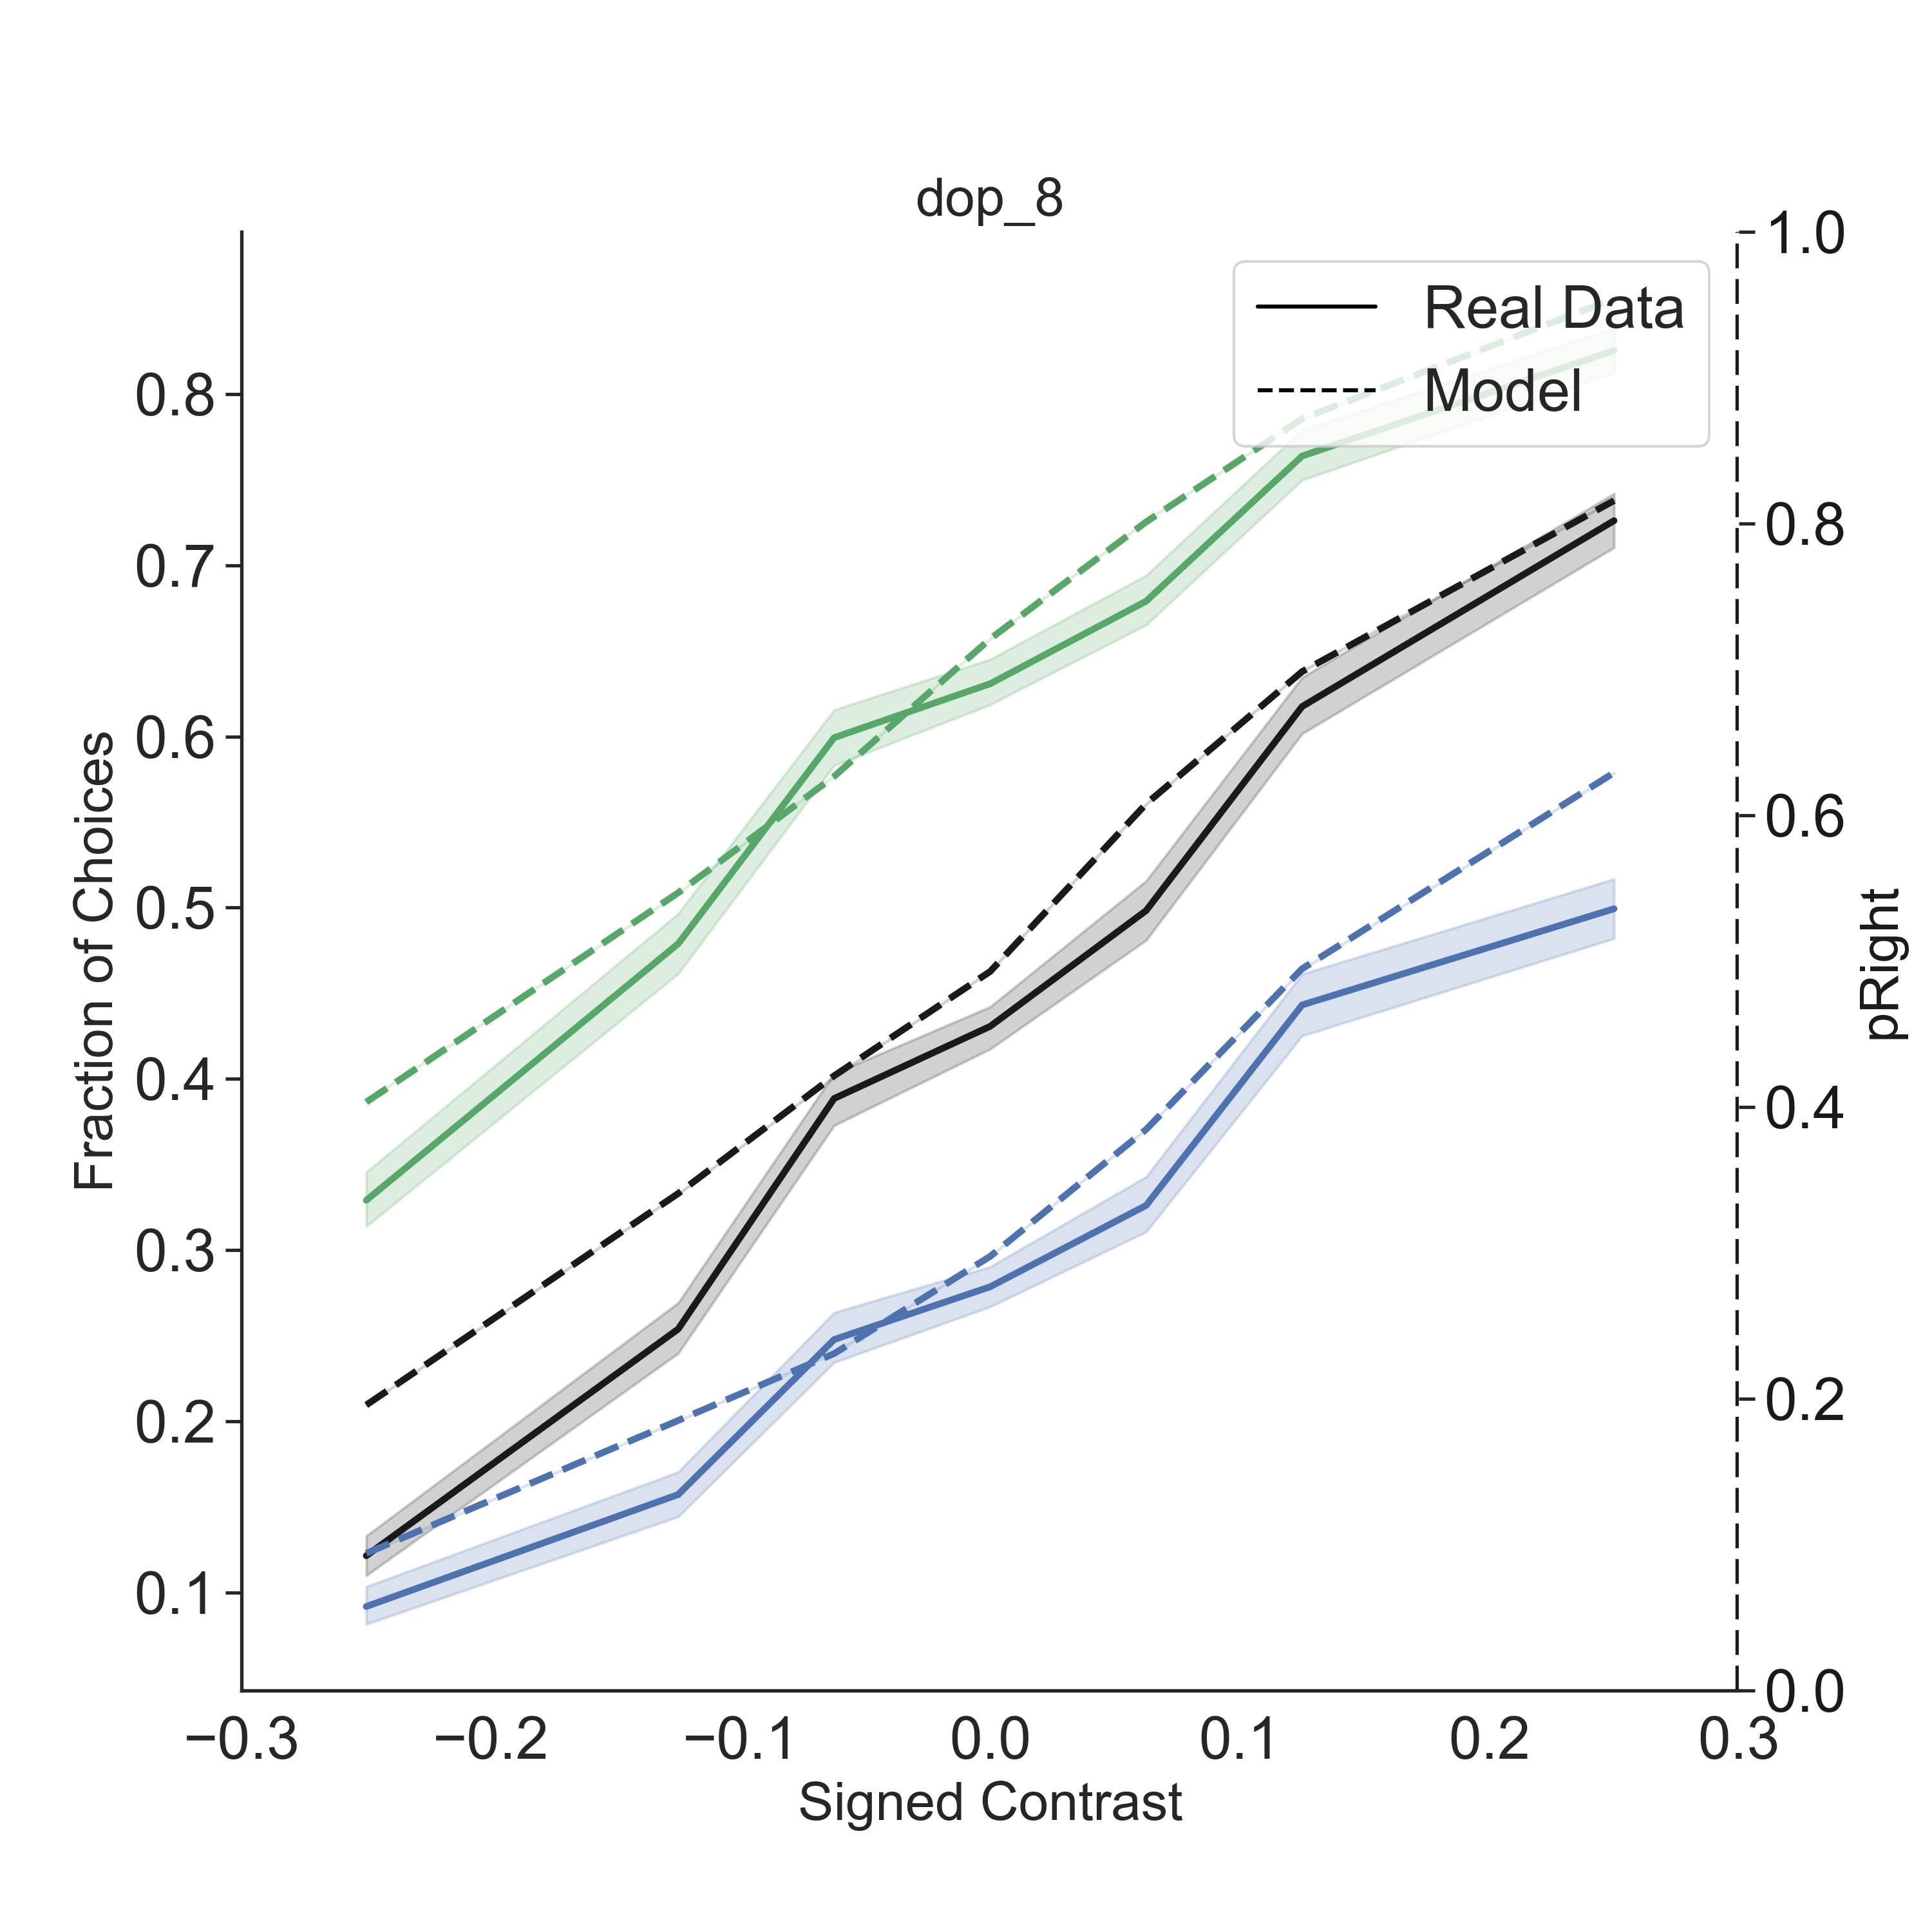 dop_8
Real Data
Model
Fraction of Choices
0.8
0.7
0.6
0.5
0.4
0.3
0.2
0.1
1.0
0.8
0.6
0.4
0.2
0.0
pRight
−0.3 −0.2 −0.1 0.0 0.1 0.2 0.3
Signed Contrast